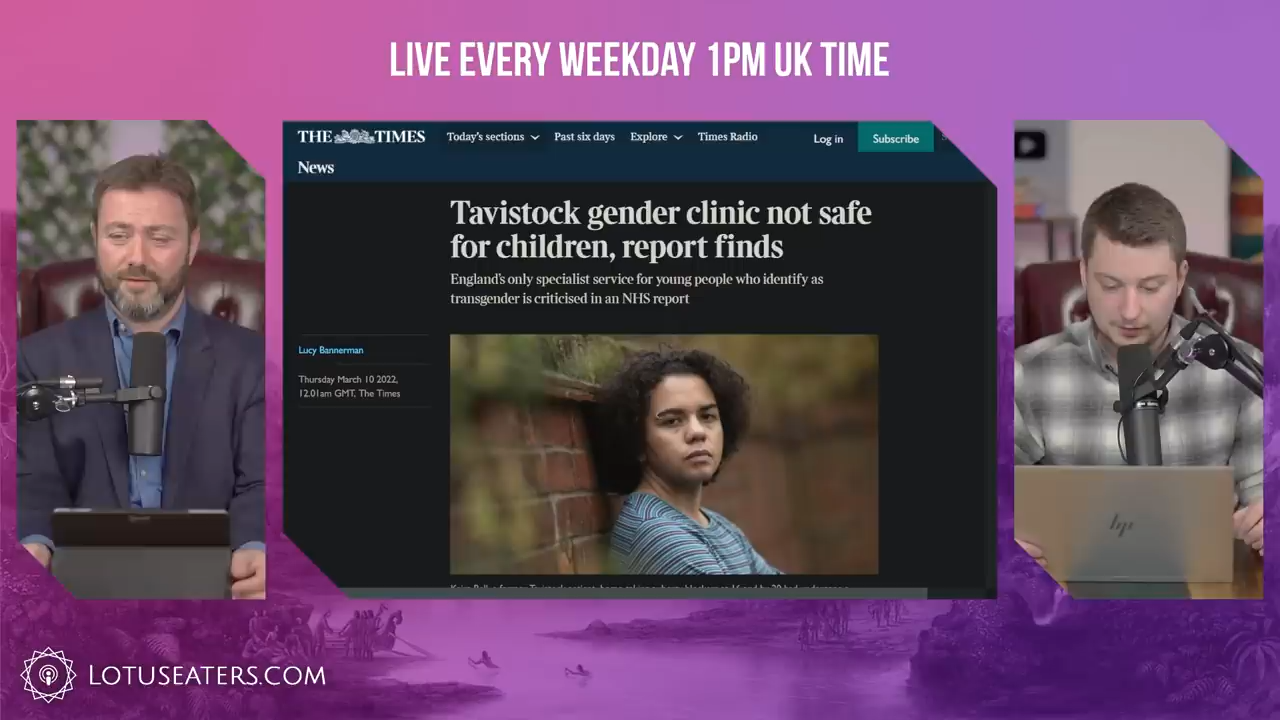 LIVE EVERY WEEKDAY 1PM UK TIME
THE TIMES Today's sections Past six days Explore Times Radio Log in Subscribe
News
Tavistock gender clinic not safe
for children, report finds
England's only specialist service for young people who identify as
transgender is criticised in an NHS report
Lucy Bannerman
Thursday March 10 2022,
12.01am GMT, The Times
hp
LOTUSEATERS.COM